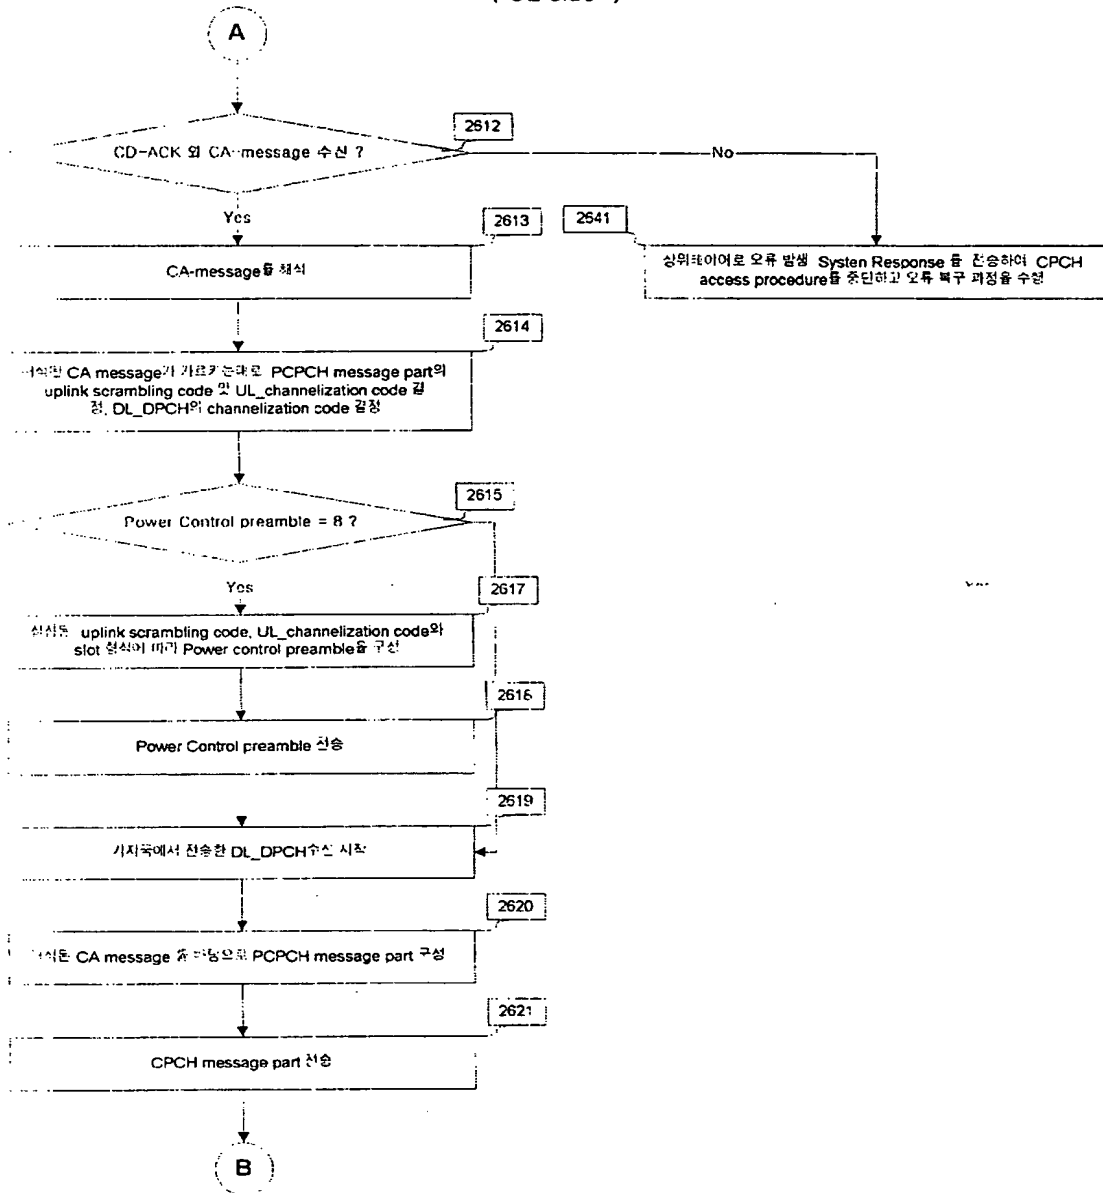 A
2612
CD-ACK 와 CA-message 수신 ?
No
Yes
2613
2641
CA-message를 해석
상위레이어로 오류 발생 Systen Response 를 전송하여 CPCH
access procedure를 중단하고 오류 복구 과정을 수행
2614
CA message가 가르키는대로 PCPCH message part의
uplink scrambling code 및 UL_channelization code 결
정, DL_DPCH의 channelization code 결정
2615
Power Control preamble = 8 ?
Yes
2617
uplink scrambling code, UL_channelization code와
slot 형식에 따라 Power control preamble을 구성
2618
Power Control preamble 전송
2619
기지국에서 전송한 DL_DPCH수신 시작
2620
CA message 를 바탕으로 PCPCH message part 구성
2621
CPCH message part 전송
B